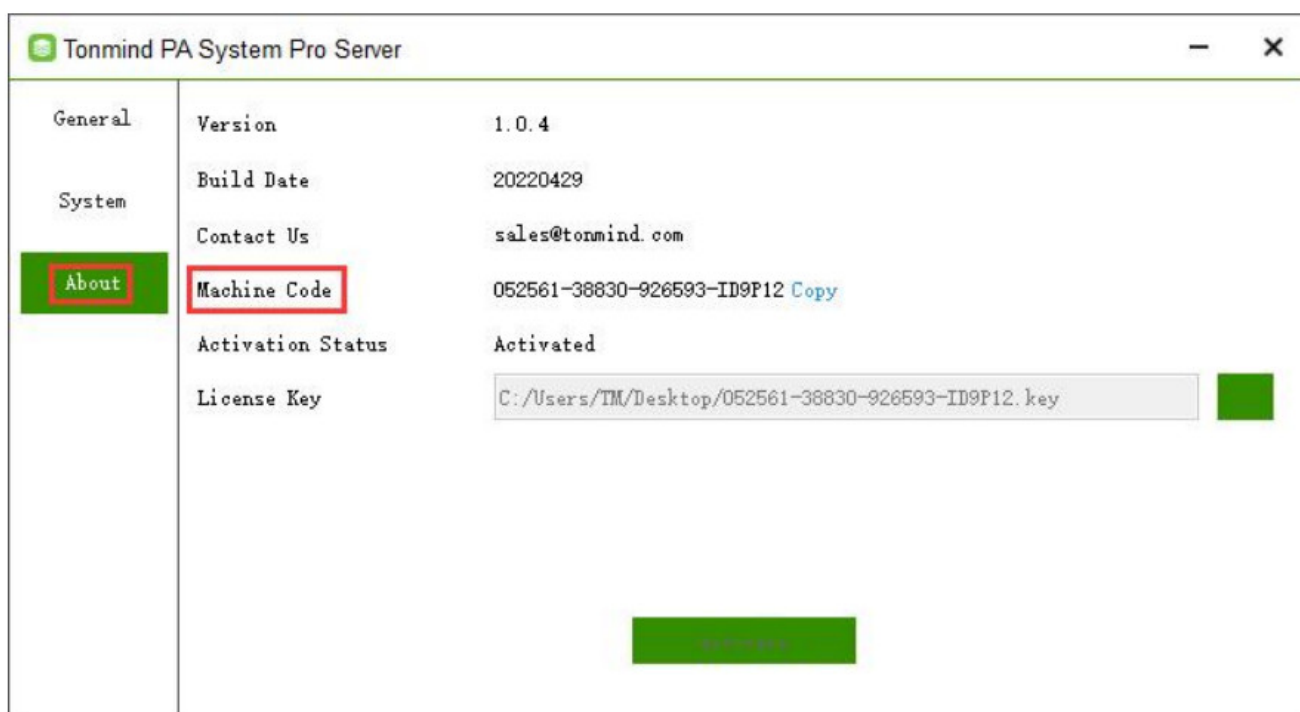 Tonmind PA System Pro Server
General
System
About
Version 1.0.4
Build Date 20220429
Contact Us sales@tonmind.com
Machine Code 052561-38830-926593-ID9P12 Copy
Activation Status Activated
License Key C:/Users/TM/Desktop/052561-38830-926593-ID9P12.key